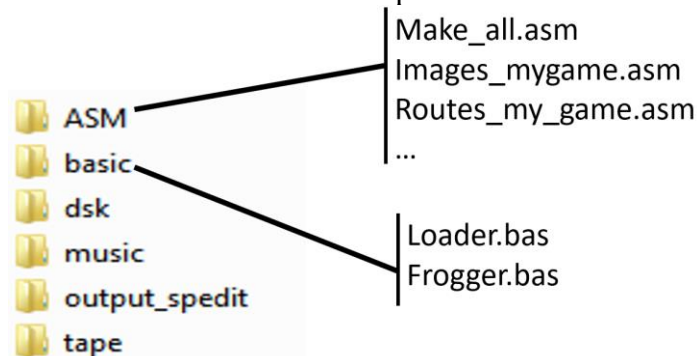 ASM
basic
dsk
music
output_spedit
tape
Make_all.asm
Images_mygame.asm
Routes_my_game.asm
...
Loader.bas
Frogger.bas